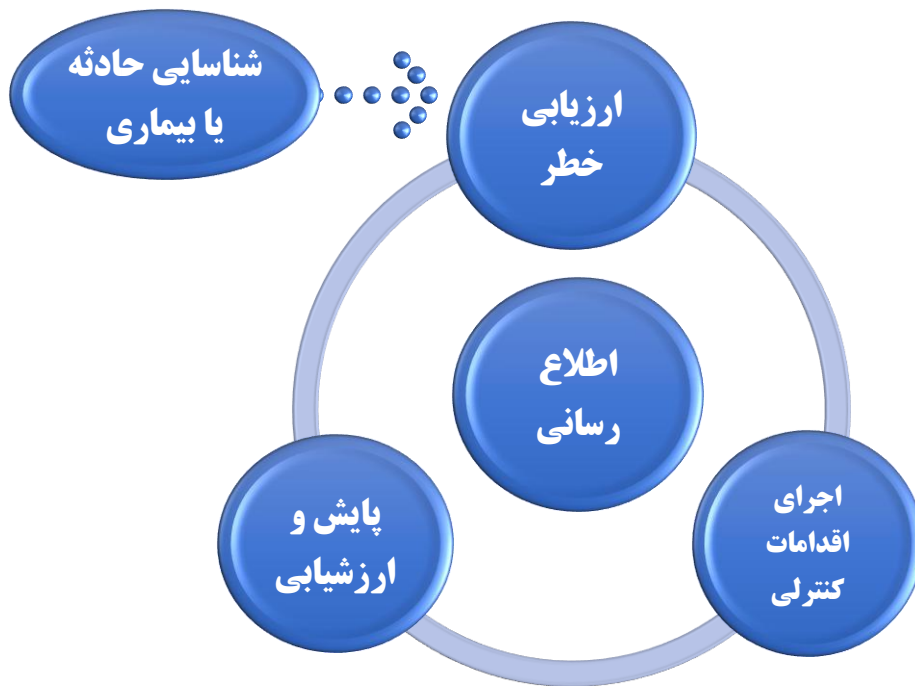 شناسایی حادثه
یا بیماری
ارزیابی
خطر
اطلاع
رسانی
اجرای
اقدامات
کنترلی
پایش و
ارزشیابی